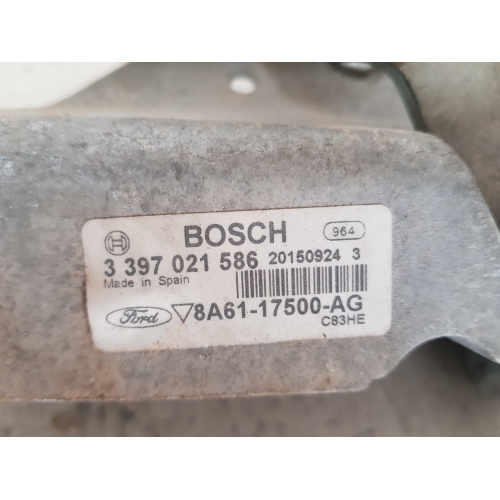 BOSCH 964
3 397 021 586 20150924 3
Made in Spain
Ford 8A61-17500-AG
C83HE